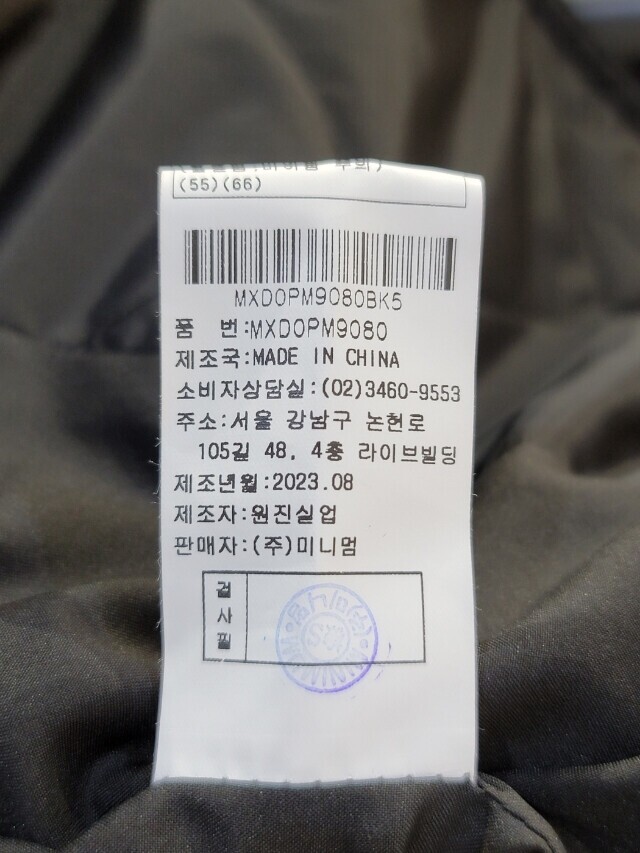 (55)(66)
MXDOPM9080BK5
품 번:MXDOPM9080
제조국:MADE IN CHINA
소비자상담실:(02)3460-9553
주소:서울 강남구 논현로
105길 48, 4층 라이브빌딩
제조년월:2023.08
제조자:원진실업
판매자:(주)미니멈
검사필